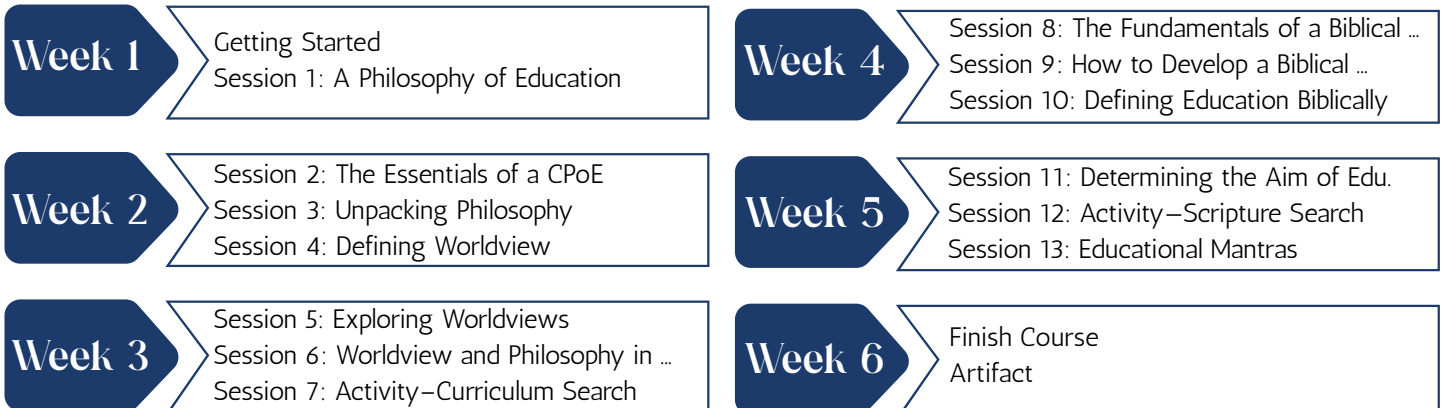 Week 1
Getting Started
Session 1: A Philosophy of Education
Week 2
Session 2: The Essentials of a CPoE
Session 3: Unpacking Philosophy
Session 4: Defining Worldview
Week 3
Session 5: Exploring Worldviews
Session 6: Worldview and Philosophy in ...
Session 7: Activity–Curriculum Search
Week 4
Session 8: The Fundamentals of a Biblical ...
Session 9: How to Develop a Biblical ...
Session 10: Defining Education Biblically
Week 5
Session 11: Determining the Aim of Edu.
Session 12: Activity–Scripture Search
Session 13: Educational Mantras
Week 6
Finish Course
Artifact